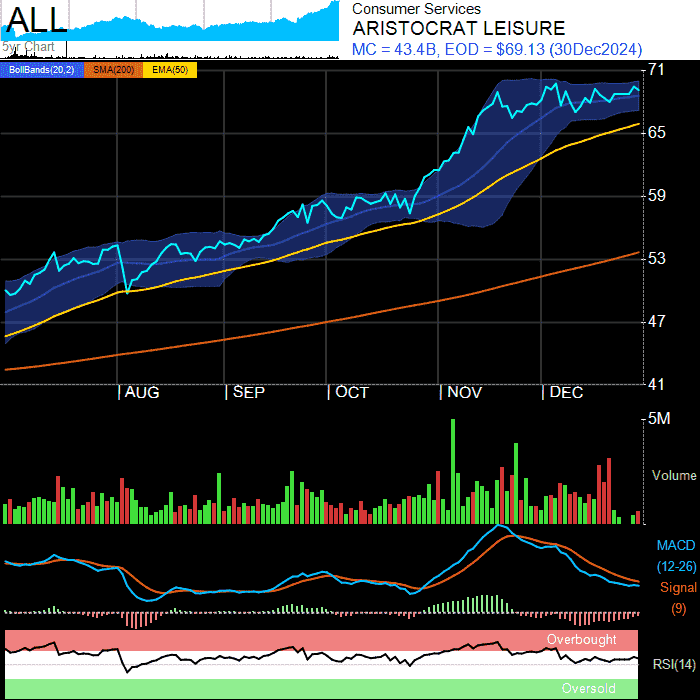 ALL
5yr Chart
Consumer Services
ARISTOCRAT LEISURE
MC = 43.4B, EOD = $69.13 (30Dec2024)
BollBands(20,2) SMA(200) EMA(50)
71
65
59
53
47
41
AUG SEP OCT NOV DEC
5M
Volume
MACD
(12-26)
Signal
(9)
Overbought
RSI(14)
Oversold